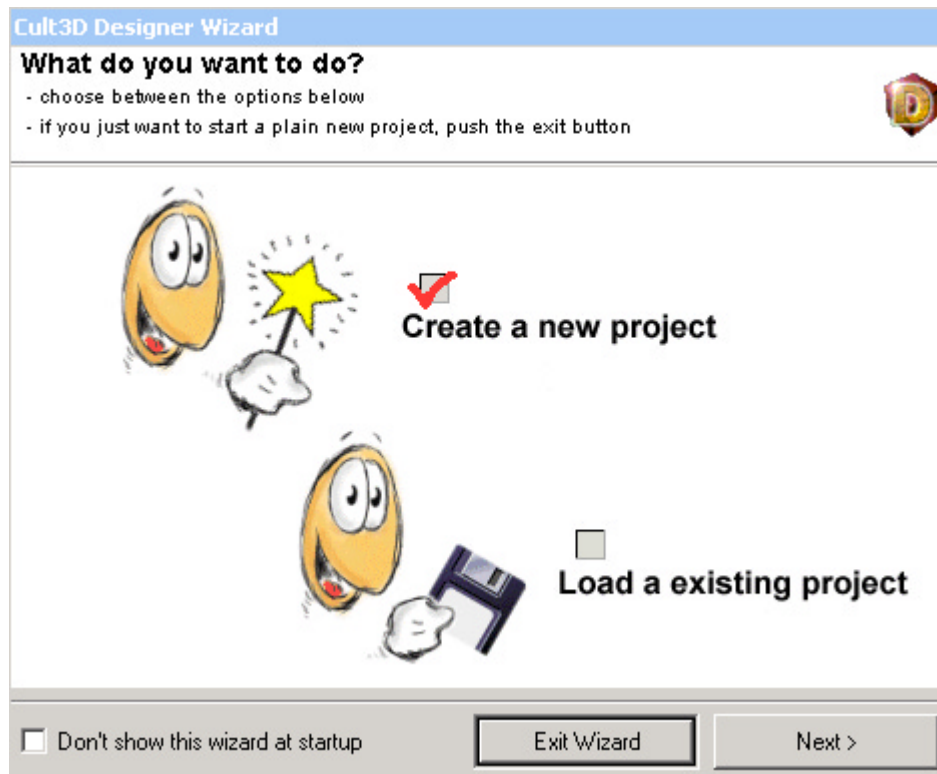 Cult3D Designer Wizard
What do you want to do?
- choose between the options below
- if you just want to start a plain new project, push the exit button
D
Create a new project
Load a existing project
Don't show this wizard at startup
Exit Wizard
Next >